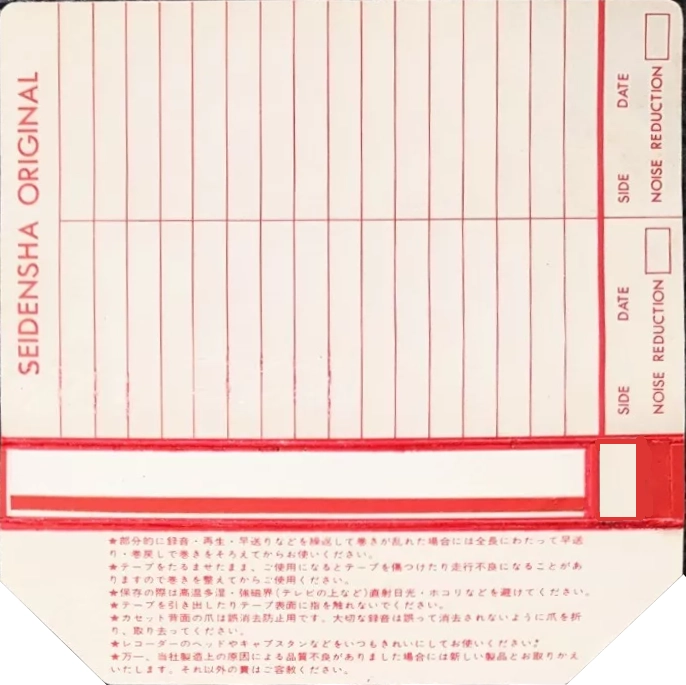 SEIDENSHA ORIGINAL
SIDE DATE
NOISE REDUCTION
SIDE DATE
NOISE REDUCTION
★部分的に録音・再生・早送りなどを繰返して巻きが乱れた場合には全長にわたって早送
り・巻戻しで巻きをそろえてからお使いください。
★テープをたるませたまま、ご使用になるとテープを傷つけたり走行不良になることがあ
りますので巻きを整えてからご使用ください。
★保存の際は高温多湿・強磁界(テレビの上など)直射日光・ホコリなどを避けてください。
★テープを引き出したりテープ表面に指を触れないでください。
★カセット背面の爪は誤消去防止用です。大切な録音は誤って消去されないように爪を折
り、取り去ってください。
★レコーダーのヘッドやキャプスタンなどをいつもきれいにしてお使いください。
★万一、当社製造上の原因による品質不良がありました場合には新しい製品とお取りかえ
いたします。それ以外の責はご容赦ください。